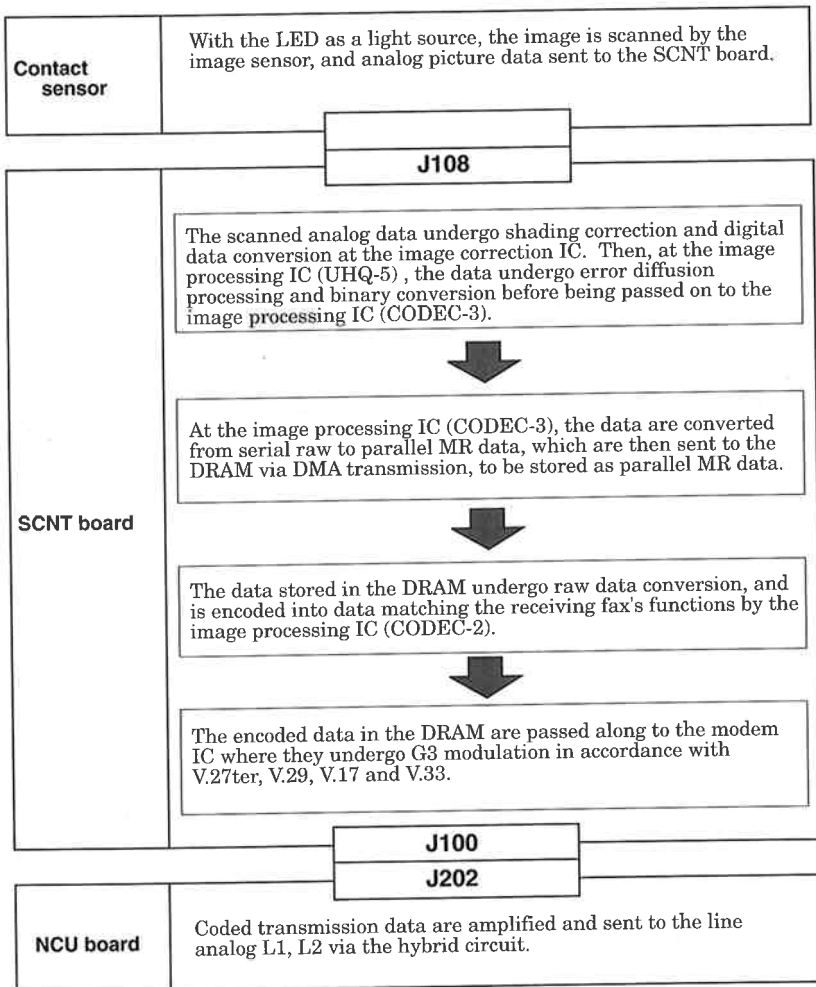 With the LED as a light source, the image is scanned by the
image sensor, and analog picture data sent to the SCNT board.
Contact
sensor
J108
The scanned analog data undergo shading correction and digital
data conversion at the image correction IC. Then, at the image
processing IC (UHQ-5) , the data undergo error diffusion
processing and binary conversion before being passed on to the
image processing IC (CODEC-3).
At the image processing IC (CODEC-3), the data are converted
from serial raw to parallel MR data, which are then sent to the
DRAM via DMA transmission, to be stored as parallel MR data.
SCNT board
The data stored in the DRAM undergo raw data conversion, and
is encoded into data matching the receiving fax's functions by the
image processing IC (CODEC-2).
The encoded data in the DRAM are passed along to the modem
IC where they undergo G3 modulation in accordance with
V.27ter, V.29, V.17 and V.33.
J100
J202
NCU board
Coded transmission data are amplified and sent to the line
analog L1, L2 via the hybrid circuit.